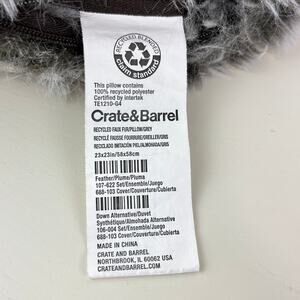 RECYCLED BLENDED
claim standard
This pillow contains
100% recycled polyester
Certified by Intertek
TE1210-G4
Crate&Barrel
RECYCLED FAUX FUR/PILLOW/GREY
RECYCLÉ FAUSSE FOURRURE/OREILLER/GRIS
RECICLADO IMITACIÓN PIEL/ALMOHADA/GRIS
23x23in/58x58cm
Feather/Plume/Pluma
107-622 Set/Ensemble/Juego
688-103 Cover/Couverture/Cubierta
Down Alternative/Duvet
Synthétique/Almohada Alternativa
106-004 Set/Ensemble/Juego
688-103 Cover/Couverture/Cubierta
MADE IN CHINA
CRATE AND BARREL
NORTHBROOK, IL 60062 USA
CRATEANDBARREL.COM